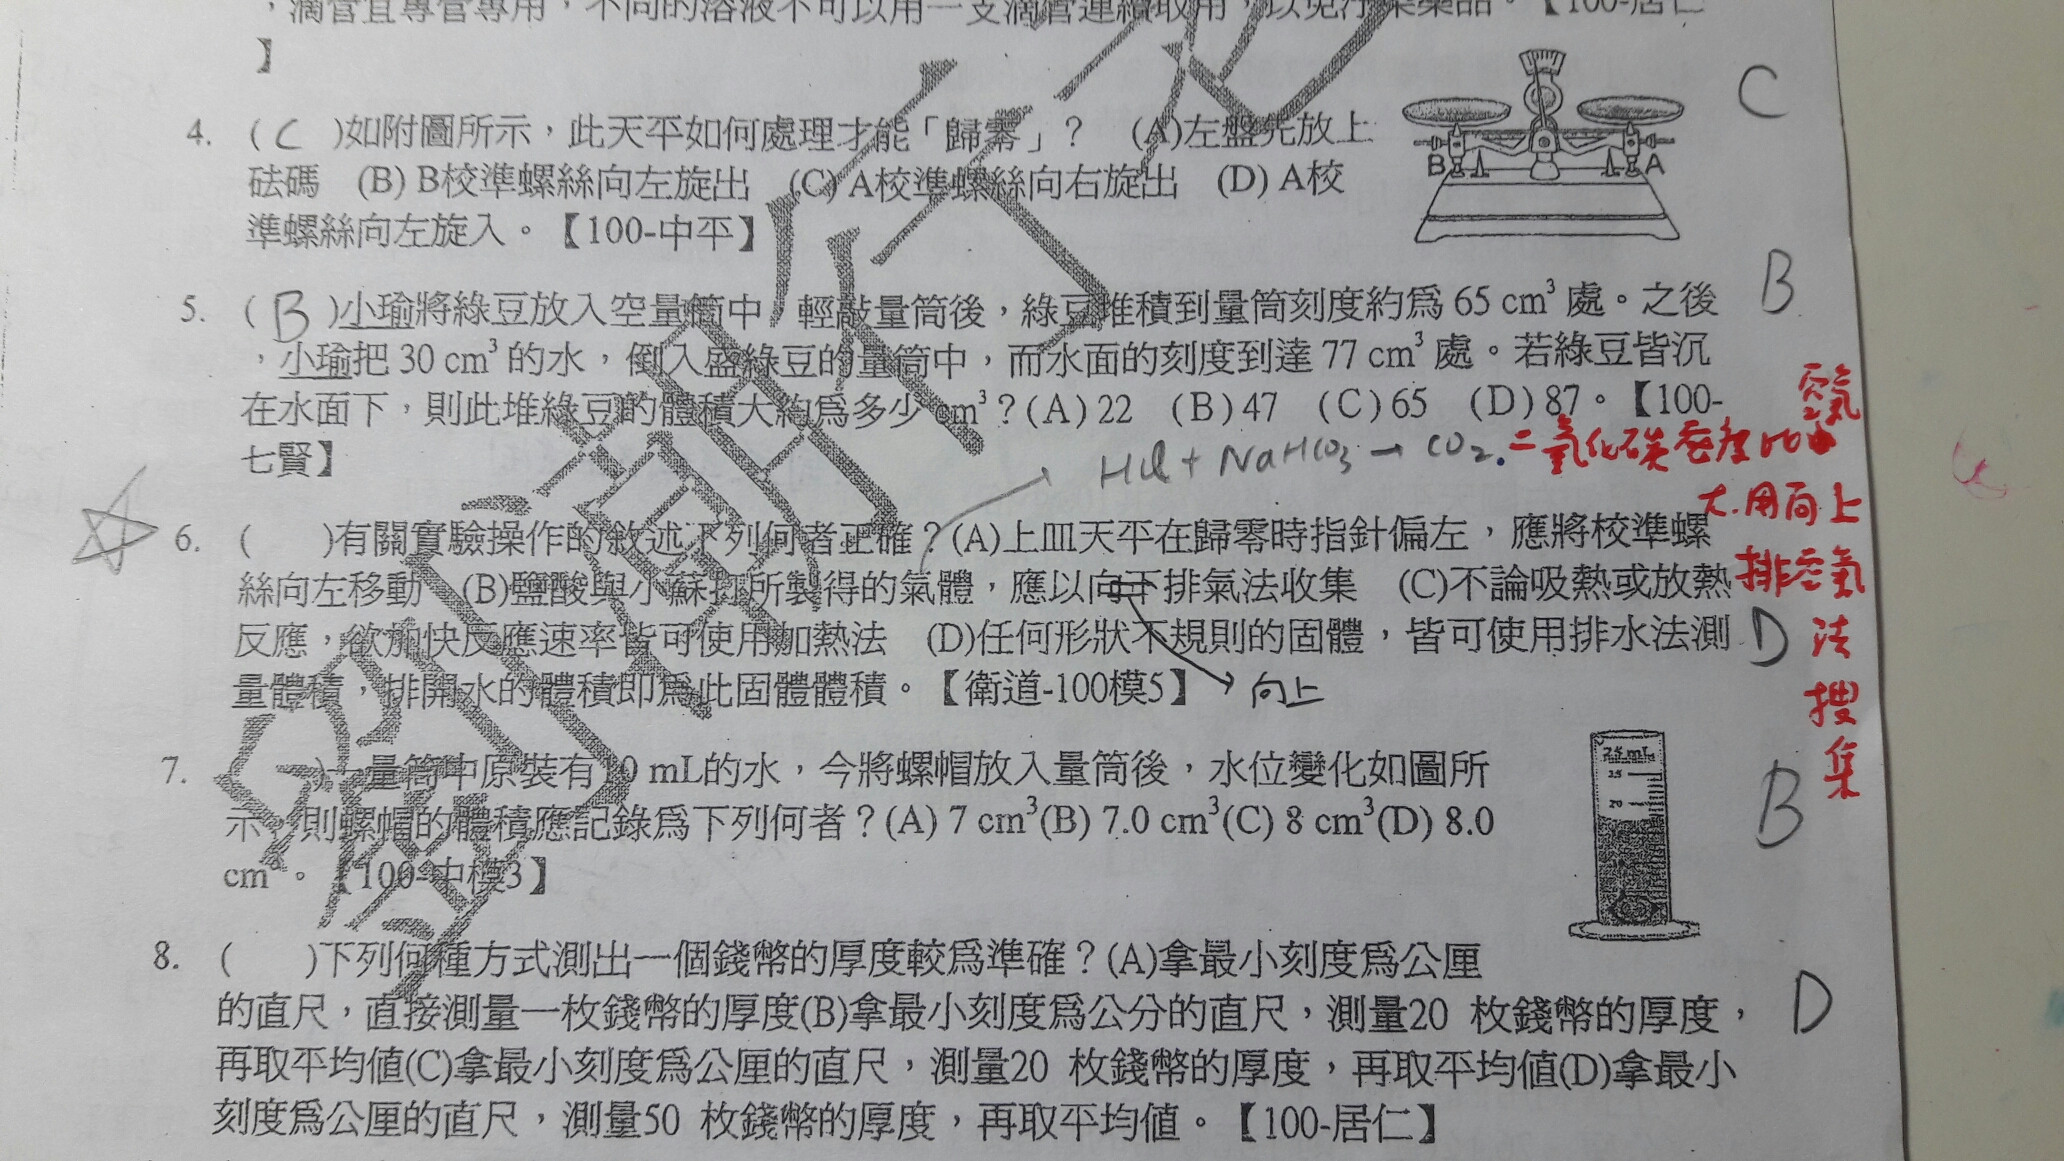 ，滴管宜專管專用，不同的溶液不可以用一支滴管連續取用，以免汙染藥品。【100-居仁
】
4. ( C )如附圖所示，此天平如何處理才能「歸零」？ (A)左盤先放上
砝碼 (B) B校準螺絲向左旋出 (C) A校準螺絲向右旋出 (D) A校
準螺絲向左旋入。【100-中平】
B A
C
5. ( B )小瑜將綠豆放入空量筒中，輕敲量筒後，綠豆堆積到量筒刻度約為 65 cm³ 處。之後
，小瑜把 30 cm³ 的水，倒入盛綠豆的量筒中，而水面的刻度到達 77 cm³ 處。若綠豆皆沉
在水面下，則此堆綠豆的體積大約為多少 cm³？(A) 22 (B) 47 (C) 65 (D) 87。【100-
七賢】
B
HCl + NaHCO₃ → CO₂.
二氧化碳密度比
空氣
大.用向上
排空氣
法
搜
集
6. ( )有關實驗操作的敘述下列何者正確？(A)上皿天平在歸零時指針偏左，應將校準螺
絲向左移動 (B)鹽酸與小蘇打所製得的氣體，應以向下排氣法收集 (C)不論吸熱或放熱
反應，欲加快反應速率皆可使用加熱法 (D)任何形狀不規則的固體，皆可使用排水法測
量體積，排開水的體積即為此固體體積。【衛道-100模5】
向上
D
7. ( )一量筒中原裝有10 mL的水，今將螺帽放入量筒後，水位變化如圖所
示，則螺帽的體積應記錄為下列何者？(A) 7 cm³(B) 7.0 cm³(C) 8 cm³(D) 8.0
cm³。【100-中模3】
25 mL
20
B
8. ( )下列何種方式測出一個錢幣的厚度較為準確？(A)拿最小刻度為公厘
的直尺，直接測量一枚錢幣的厚度(B)拿最小刻度為公分的直尺，測量20 枚錢幣的厚度，
再取平均值(C)拿最小刻度為公厘的直尺，測量20 枚錢幣的厚度，再取平均值(D)拿最小
刻度為公厘的直尺，測量50 枚錢幣的厚度，再取平均值。【100-居仁】
D